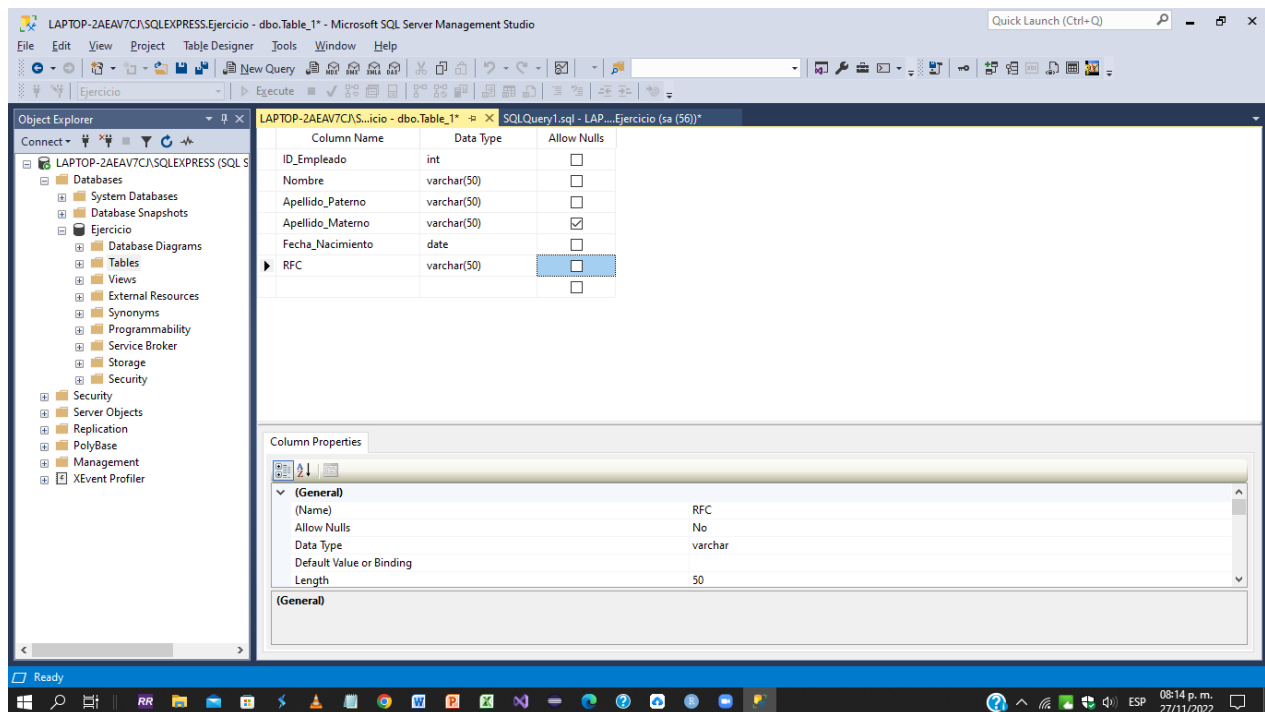 LAPTOP-2AEAV7CJ\SQLEXPRESS.Ejercicio - dbo.Table_1* - Microsoft SQL Server Management Studio
Quick Launch (Ctrl+Q)
File Edit View Project Table Designer Tools Window Help
New Query MDX DMX XMLA DAX
Ejercicio Execute
Object Explorer
LAPTOP-2AEAV7CJ\S...icio - dbo.Table_1* SQLQuery1.sql - LAP....Ejercicio (sa (56))*
Connect
LAPTOP-2AEAV7CJ\SQLEXPRESS (SQL S
Databases
System Databases
Database Snapshots
Ejercicio
Database Diagrams
Tables
Views
External Resources
Synonyms
Programmability
Service Broker
Storage
Security
Security
Server Objects
Replication
PolyBase
Management
XEvent Profiler
Column Name Data Type Allow Nulls
ID_Empleado int
Nombre varchar(50)
Apellido_Paterno varchar(50)
Apellido_Materno varchar(50)
Fecha_Nacimiento date
RFC varchar(50)
Column Properties
(General)
(Name) RFC
Allow Nulls No
Data Type varchar
Default Value or Binding
Length 50
(General)
Ready
RR
ESP 08:14 p. m.
27/11/2022